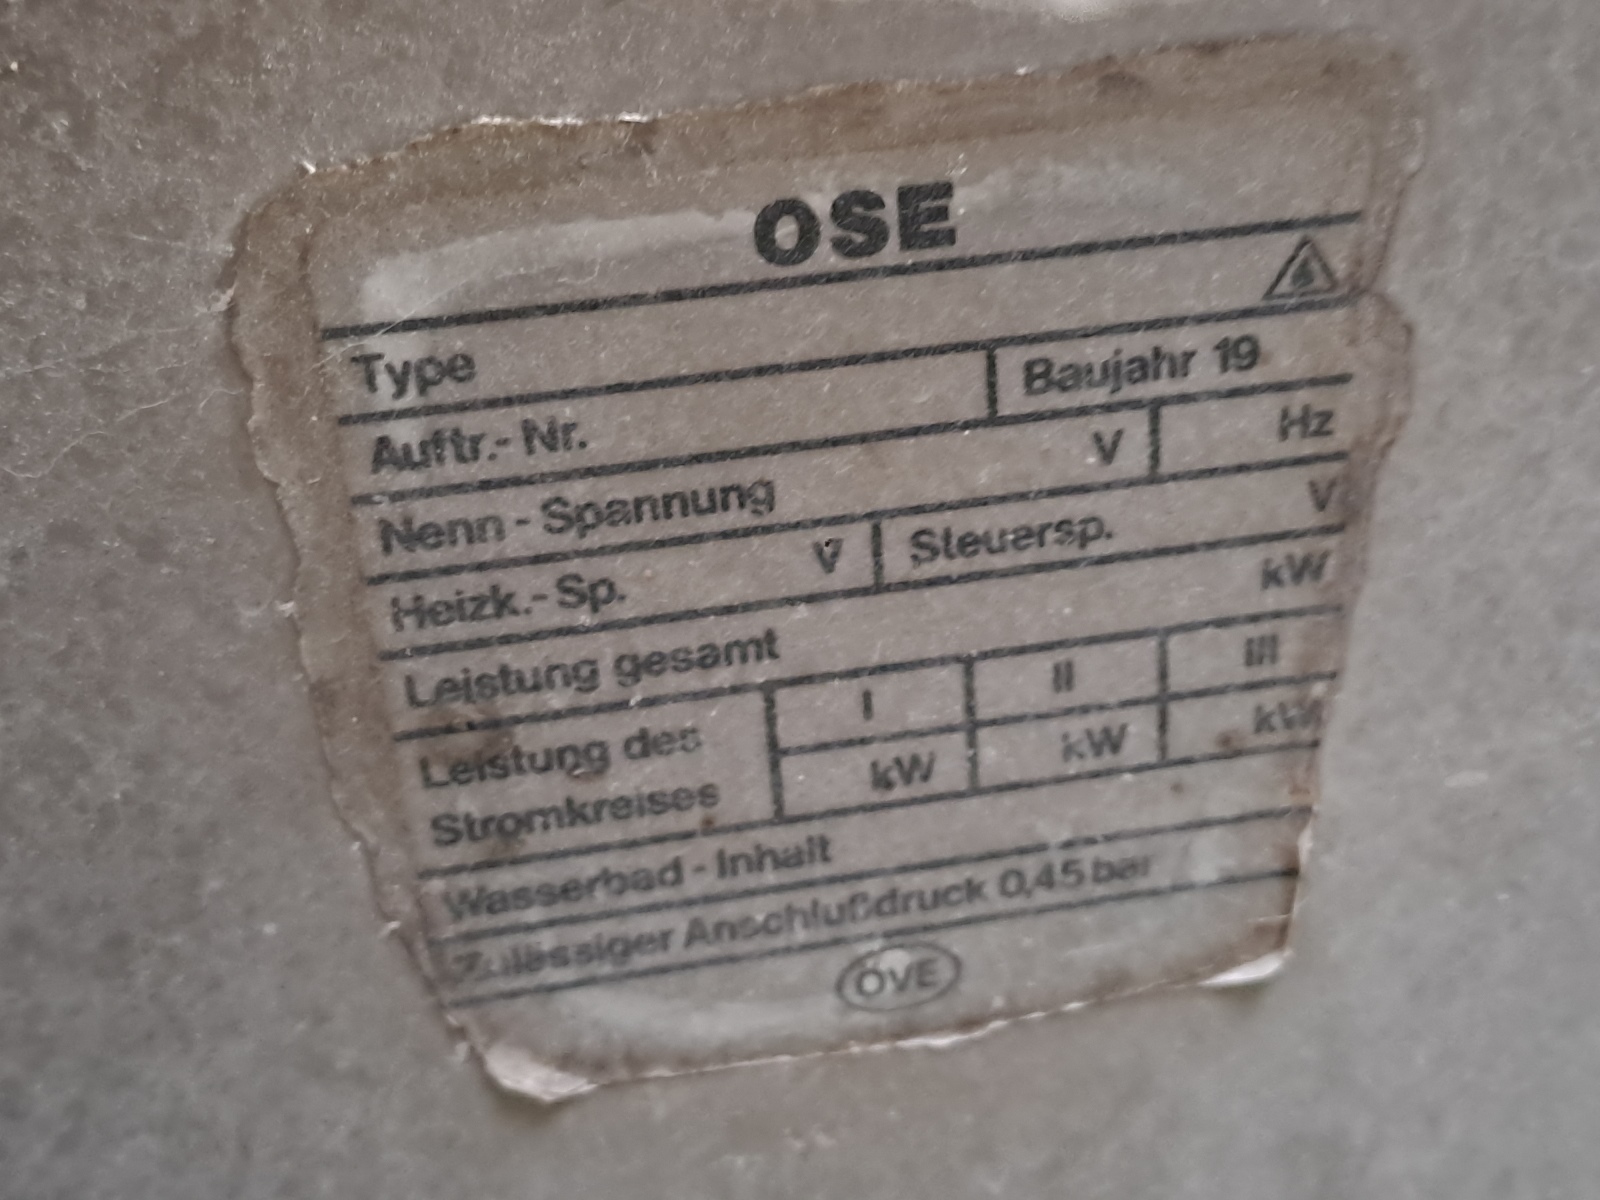 OSE
Type
Baujahr 19
Auftr.-Nr.
V
Hz
Nenn-Spannung
V
Heizk.-Sp.
V
Steuersp.
kW
Leistung gesamt
I
II
III
Leistung des
Stromkreises
kW
kW
kW
Wasserbad-Inhalt
Zulässiger Anschlußdruck 0,45 bar
ÖVE